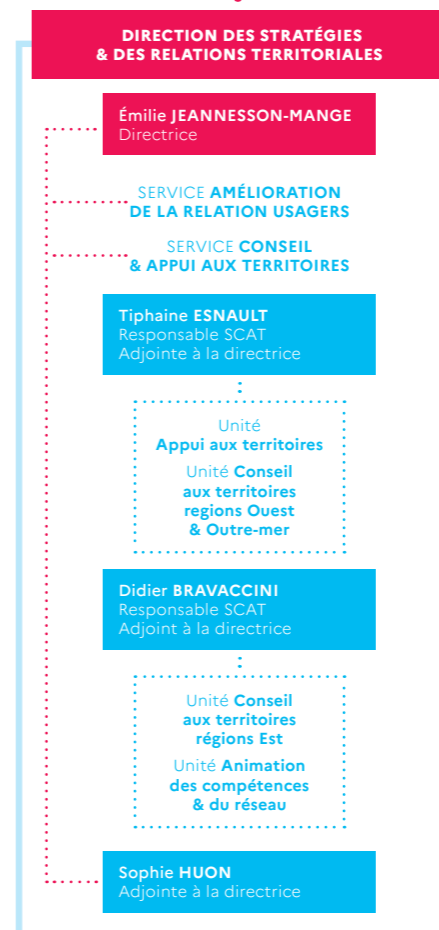 DIRECTION DES STRATÉGIES
& DES RELATIONS TERRITORIALES
Émilie JEANNESSON-MANGE
Directrice
SERVICE AMÉLIORATION
DE LA RELATION USAGERS
SERVICE CONSEIL
& APPUI AUX TERRITOIRES
Tiphaine ESNAULT
Responsable SCAT
Adjointe à la directrice
Unité
Appui aux territoires
Unité Conseil
aux territoires
regions Ouest
& Outre-mer
Didier BRAVACCINI
Responsable SCAT
Adjoint à la directrice
Unité Conseil
aux territoires
régions Est
Unité Animation
des compétences
& du réseau
Sophie HUON
Adjointe à la directrice